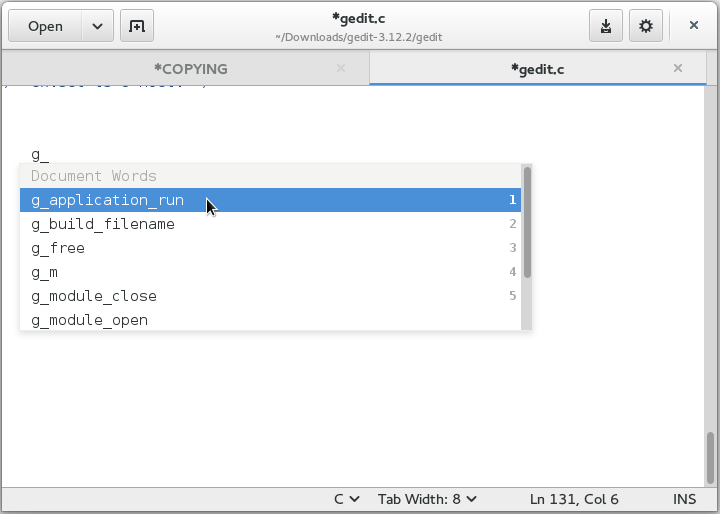 Open
*gedit.c
~/Downloads/gedit-3.12.2/gedit
*COPYING
*gedit.c
g_
Document Words
g_application_run 1
g_build_filename 2
g_free 3
g_m 4
g_module_close 5
g_module_open
C Tab Width: 8 Ln 131, Col 6 INS